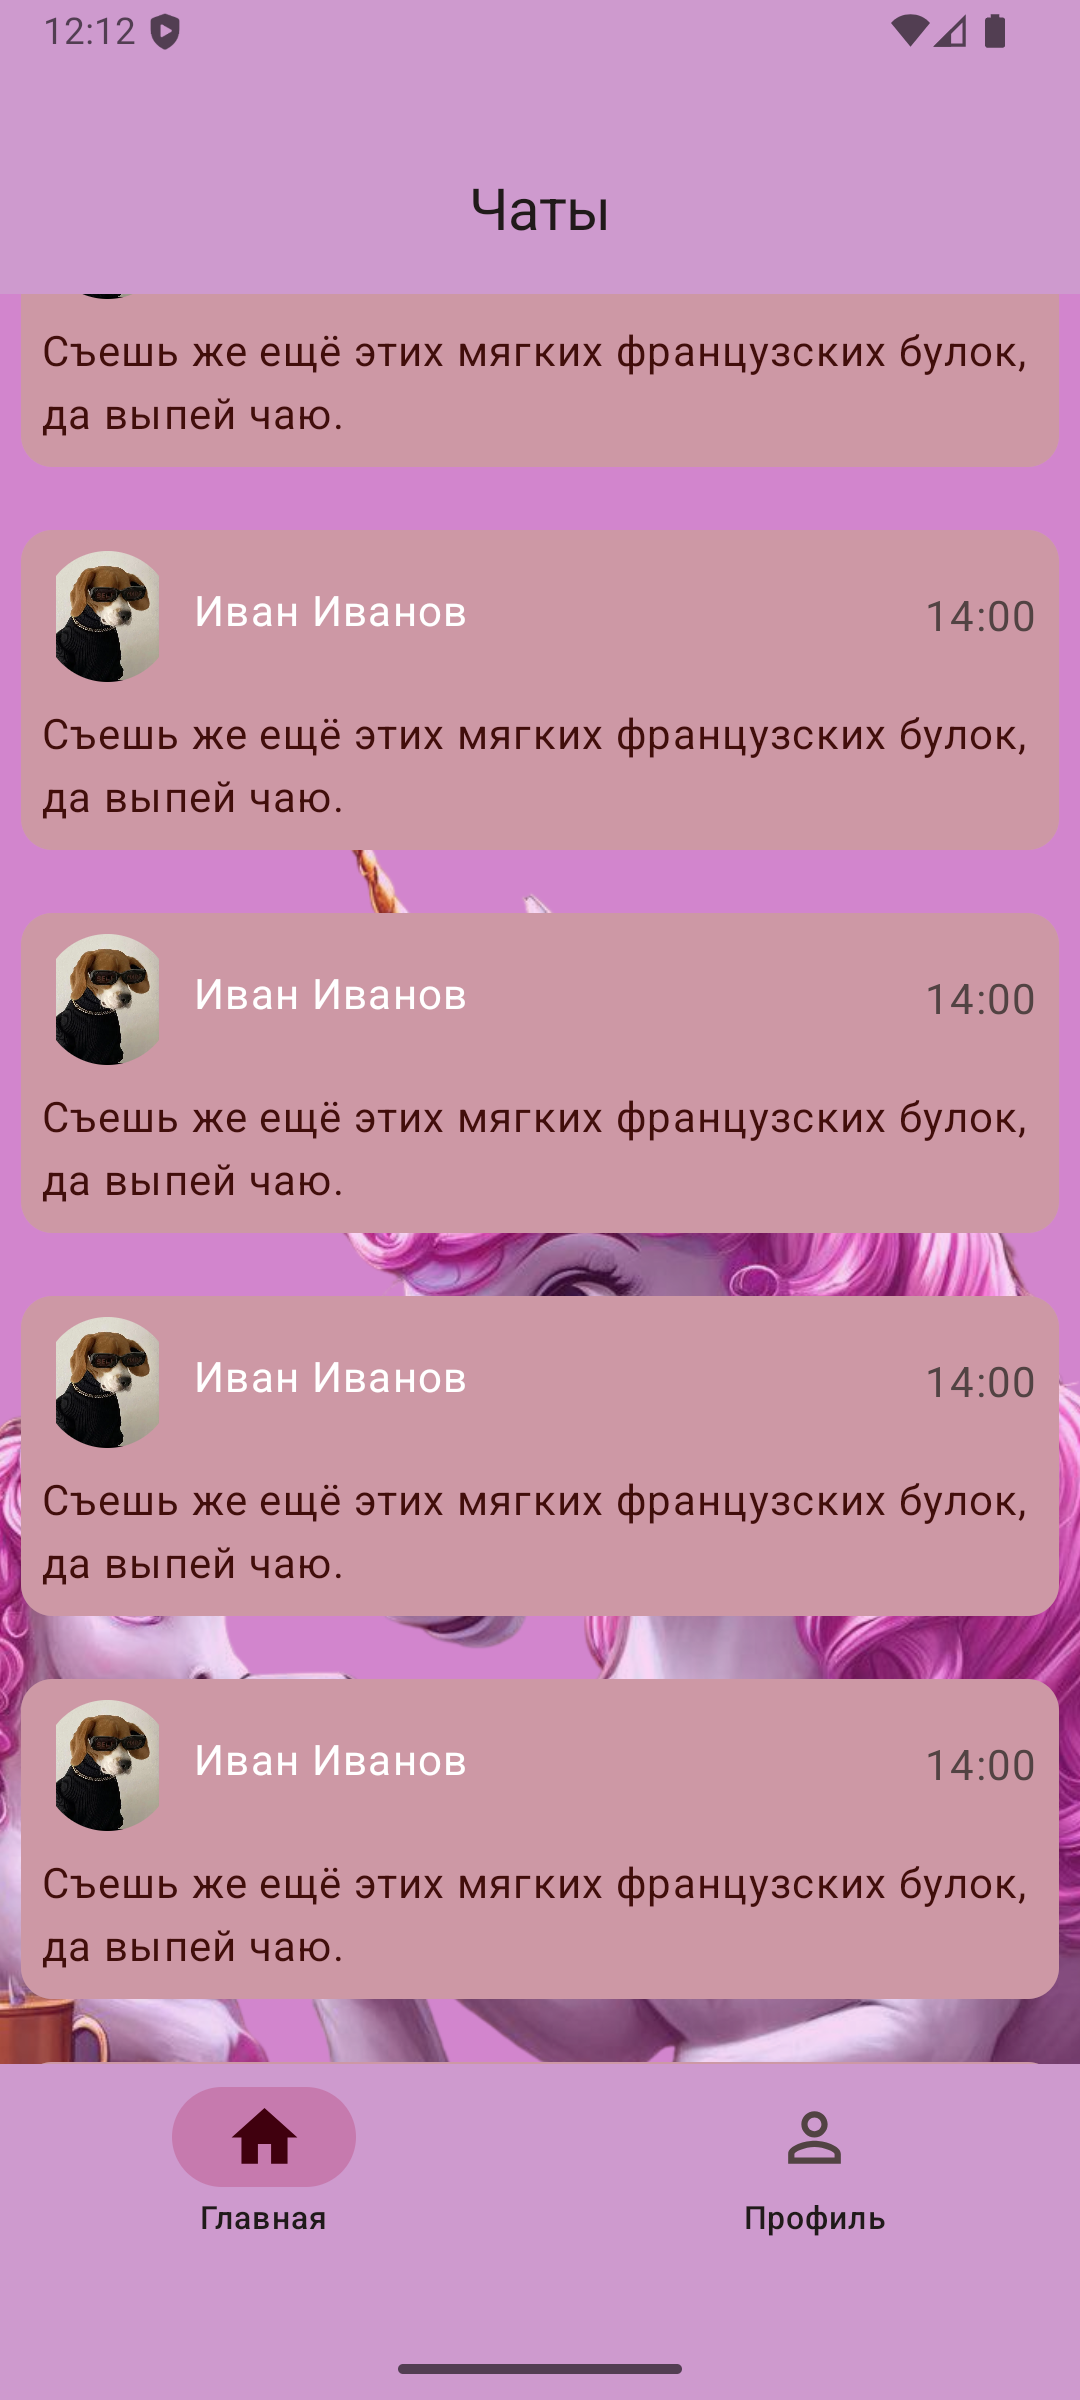 12:12
Чаты
Съешь же ещё этих мягких французских булок,
да выпей чаю.
Иван Иванов
14:00
Съешь же ещё этих мягких французских булок,
да выпей чаю.
Иван Иванов
14:00
Съешь же ещё этих мягких французских булок,
да выпей чаю.
Иван Иванов
14:00
Съешь же ещё этих мягких французских булок,
да выпей чаю.
Иван Иванов
14:00
Съешь же ещё этих мягких французских булок,
да выпей чаю.
Главная
Профиль